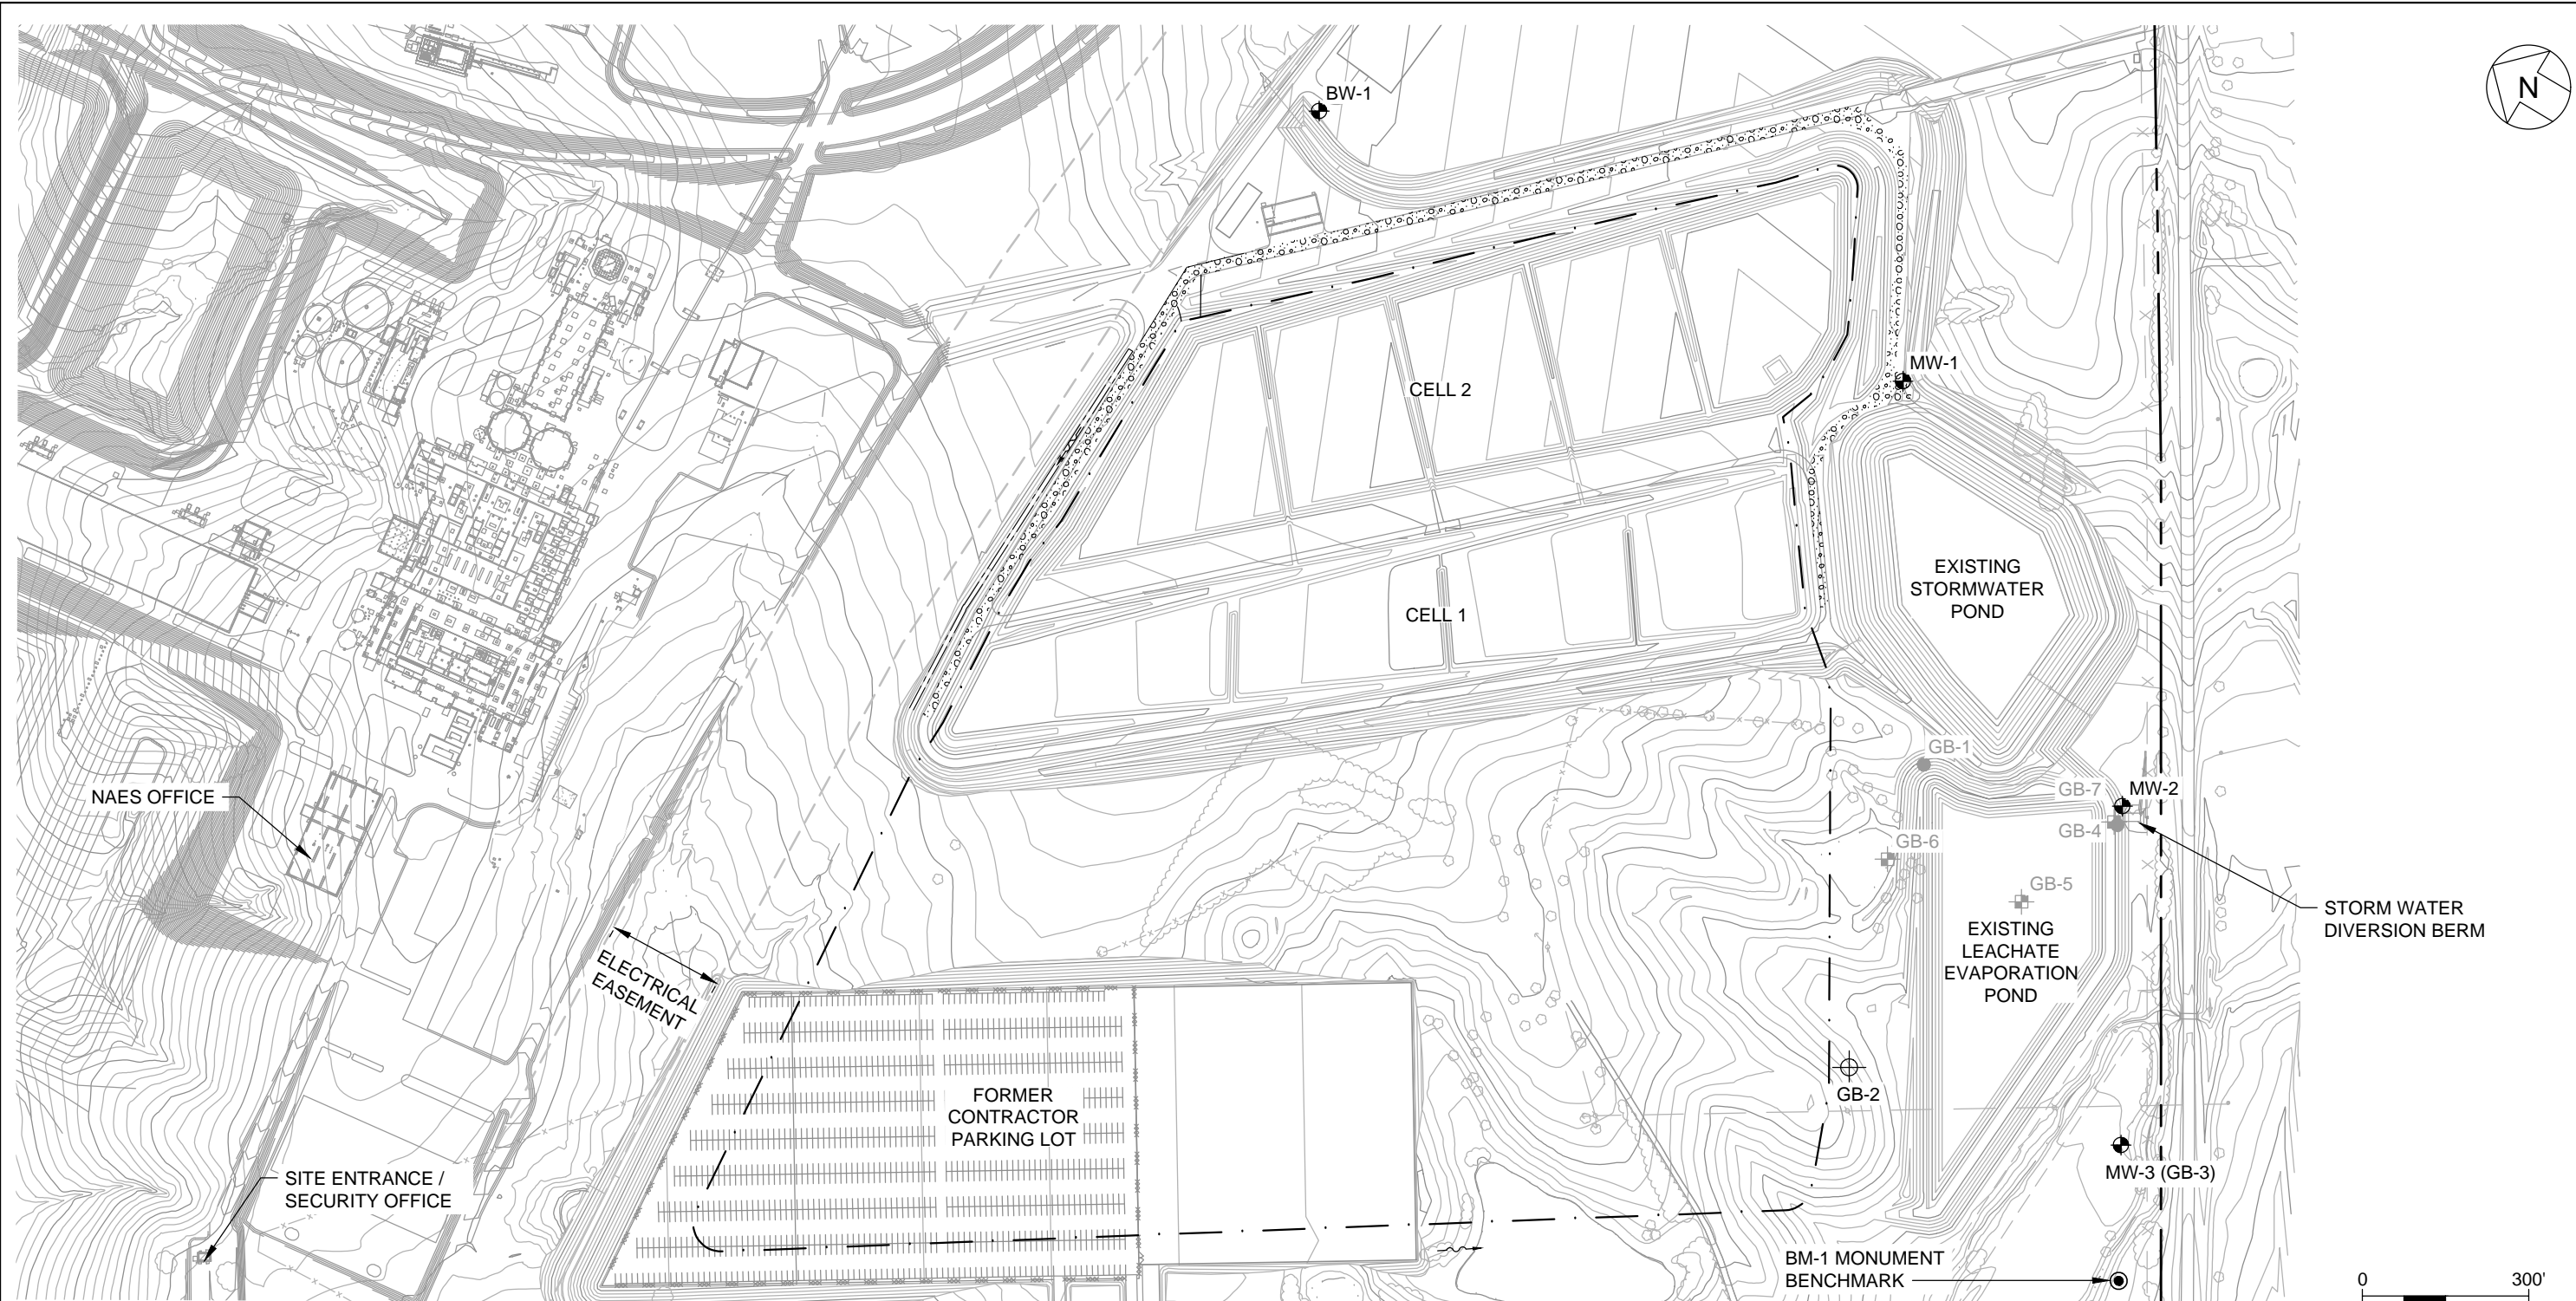 N
BW-1
MW-1
CELL 2
CELL 1
EXISTING
STORMWATER
POND
GB-1
GB-7
MW-2
GB-4
GB-6
GB-5
NAES OFFICE
STORM WATER
DIVERSION BERM
EXISTING
LEACHATE
EVAPORATION
POND
ELECTRICAL
EASEMENT
FORMER
CONTRACTOR
PARKING LOT
GB-2
MW-3 (GB-3)
SITE ENTRANCE /
SECURITY OFFICE
BM-1 MONUMENT
BENCHMARK
0 300'